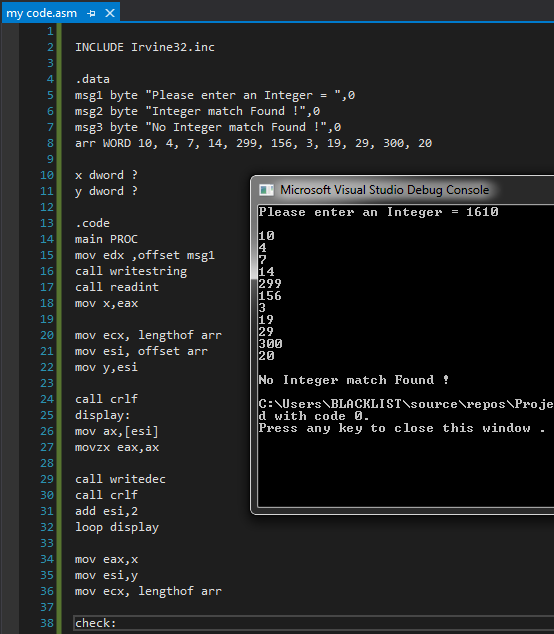 my code.asm
1
2 INCLUDE Irvine32.inc
3
4 .data
5 msg1 byte "Please enter an Integer = ",0
6 msg2 byte "Integer match Found !",0
7 msg3 byte "No Integer match Found !",0
8 arr WORD 10, 4, 7, 14, 299, 156, 3, 19, 29, 300, 20
9
10 x dword ?
11 y dword ?
12
13 .code
14 main PROC
15 mov edx ,offset msg1
16 call writestring
17 call readint
18 mov x,eax
19
20 mov ecx, lengthof arr
21 mov esi, offset arr
22 mov y,esi
23
24 call crlf
25 display:
26 mov ax,[esi]
27 movzx eax,ax
28
29 call writedec
30 call crlf
31 add esi,2
32 loop display
33
34 mov eax,x
35 mov esi,y
36 mov ecx, lengthof arr
37
38 check:
Microsoft Visual Studio Debug Console
Please enter an Integer = 1610
10
4
7
14
299
156
3
19
29
300
20
No Integer match Found !
C:\Users\BLACKLIST\source\repos\Proje
d with code 0.
Press any key to close this window .